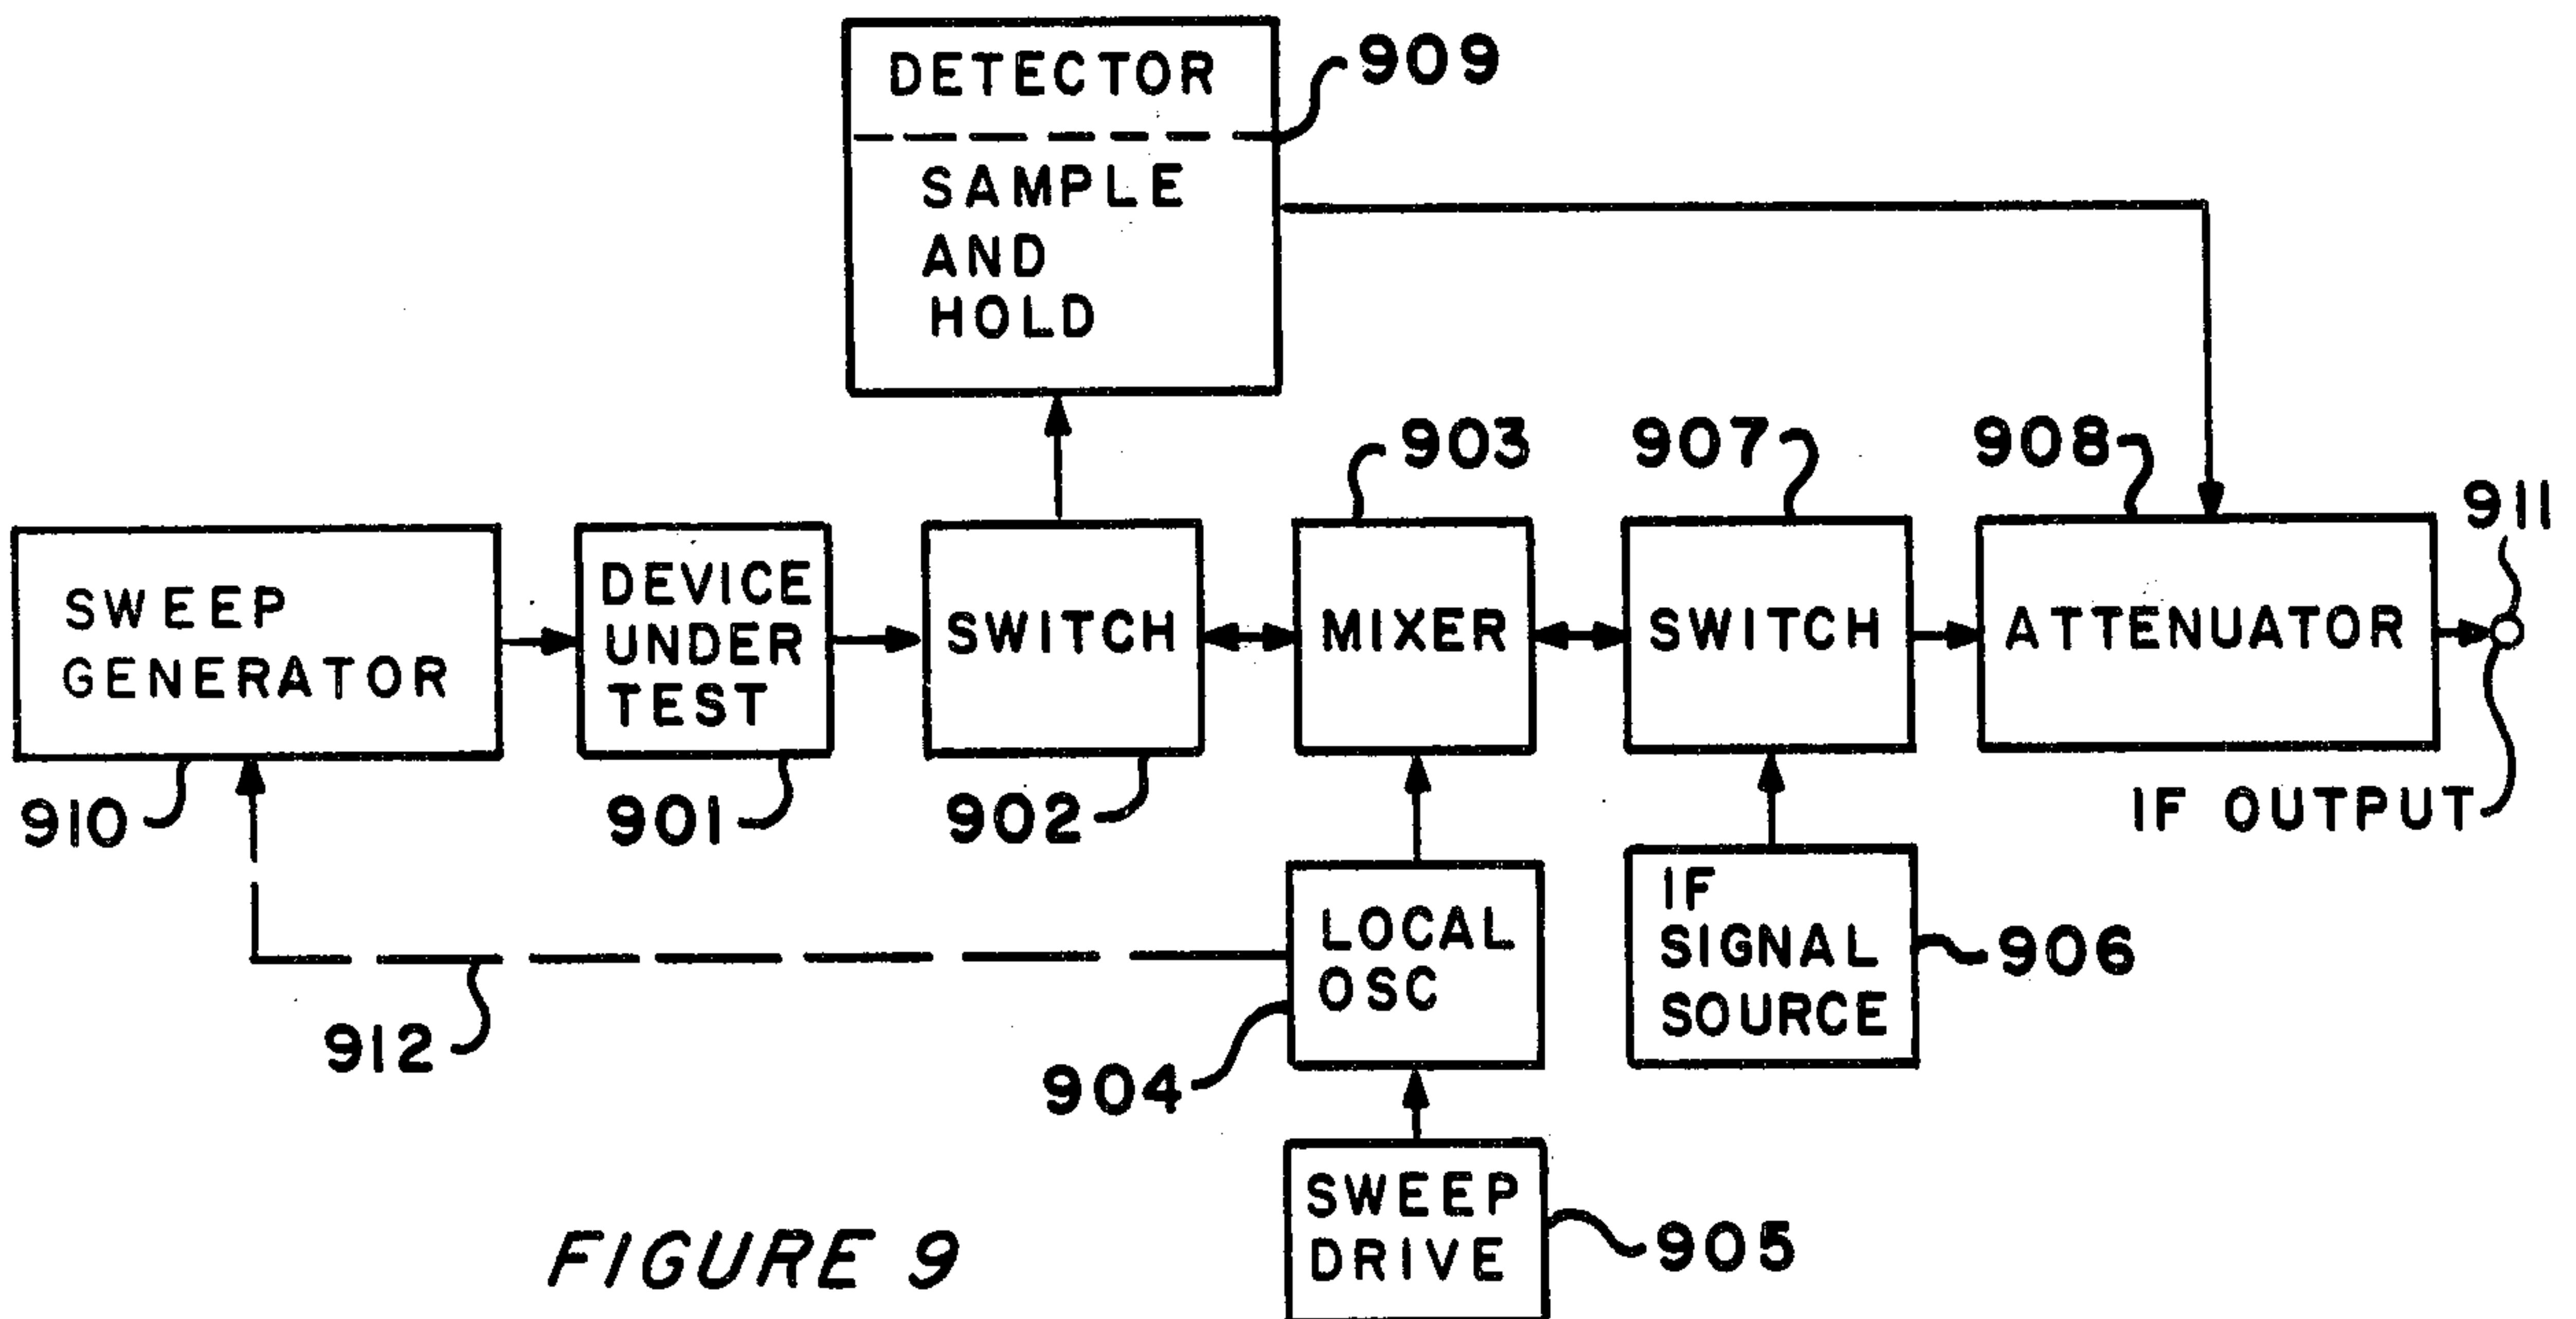 DETECTOR
909
SAMPLE
AND
HOLD
903
907
908
911
SWEEP
GENERATOR
DEVICE
UNDER
TEST
SWITCH
MIXER
SWITCH
ATTENUATOR
910
901
902
IF OUTPUT
LOCAL
OSC
IF
SIGNAL
SOURCE
906
912
904
SWEEP
DRIVE
905
FIGURE 9